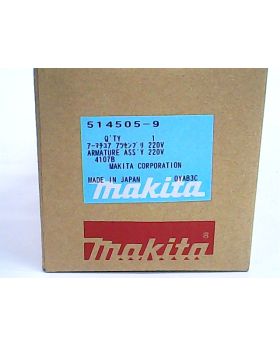 514505-9
Q'TY 1
アーマチュア アッセンブリ 220V
ARMATURE ASS'Y 220V
4107B
MAKITA CORPORATION
MADE IN JAPAN OYAB3C
makita
makita®